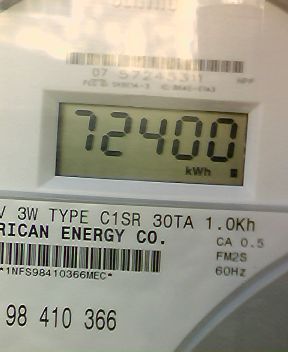 72400
kWh
V 3W TYPE C1SR 30TA 1.0Kh
RICAN ENERGY CO.
CA 0.5
FM2S
60Hz
*1NFS98410366MEC*
98 410 366